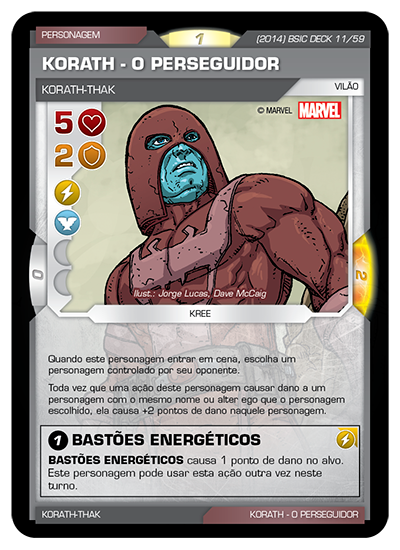 PERSONAGEM
1
(2014) BSIC DECK 11/59
KORATH - O PERSEGUIDOR
KORATH-THAK
VILÃO
© MARVEL MARVEL
5
2
0
2
Ilust.: Jorge Lucas, Dave McCaig
KREE
Quando este personagem entrar em cena, escolha um
personagem controlado por seu oponente.
Toda vez que uma ação deste personagem causar dano a um
personagem com o mesmo nome ou alter ego que o personagem
escolhido, ela causa +2 pontos de dano naquele personagem.
1 BASTÕES ENERGÉTICOS
BASTÕES ENERGÉTICOS causa 1 ponto de dano no alvo.
Este personagem pode usar esta ação outra vez neste
turno.
KORATH-THAK
KORATH - O PERSEGUIDOR